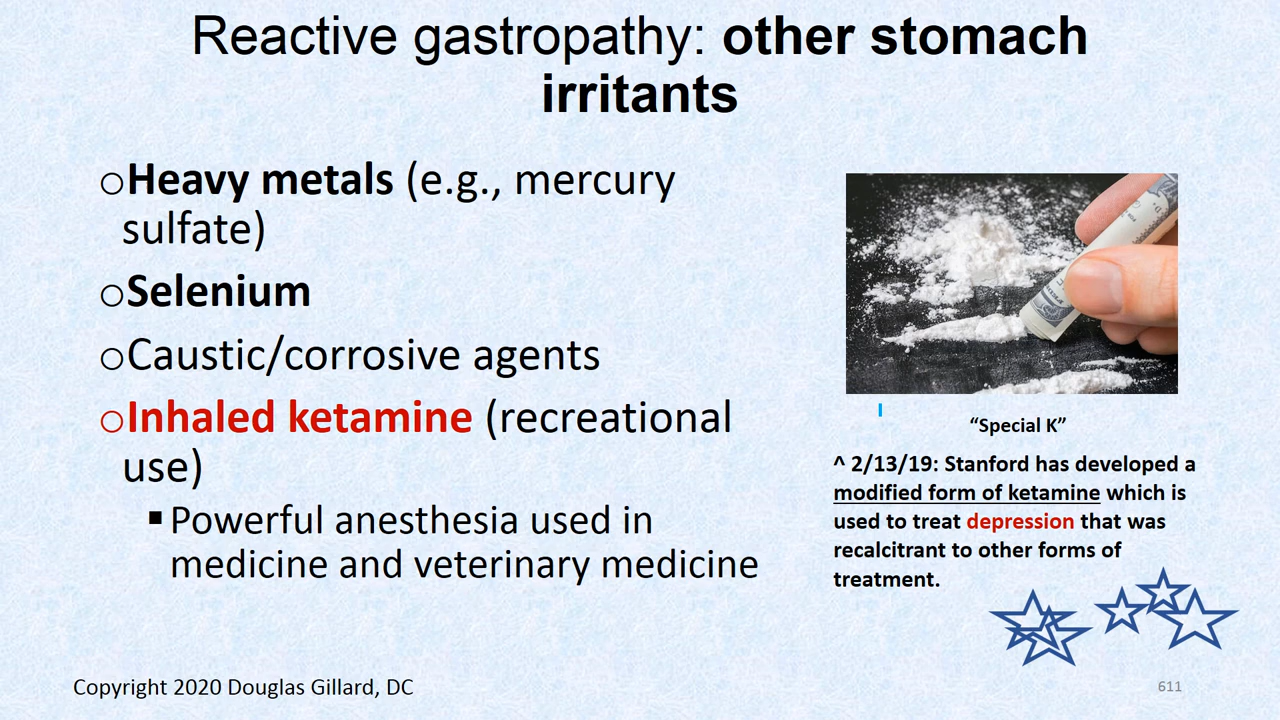 Reactive gastropathy: other stomach
irritants
○Heavy metals (e.g., mercury
sulfate)
○Selenium
○Caustic/corrosive agents
○Inhaled ketamine (recreational
use)
▪Powerful anesthesia used in
medicine and veterinary medicine
“Special K”
^ 2/13/19: Stanford has developed a
modified form of ketamine which is
used to treat depression that was
recalcitrant to other forms of
treatment.
Copyright 2020 Douglas Gillard, DC
611